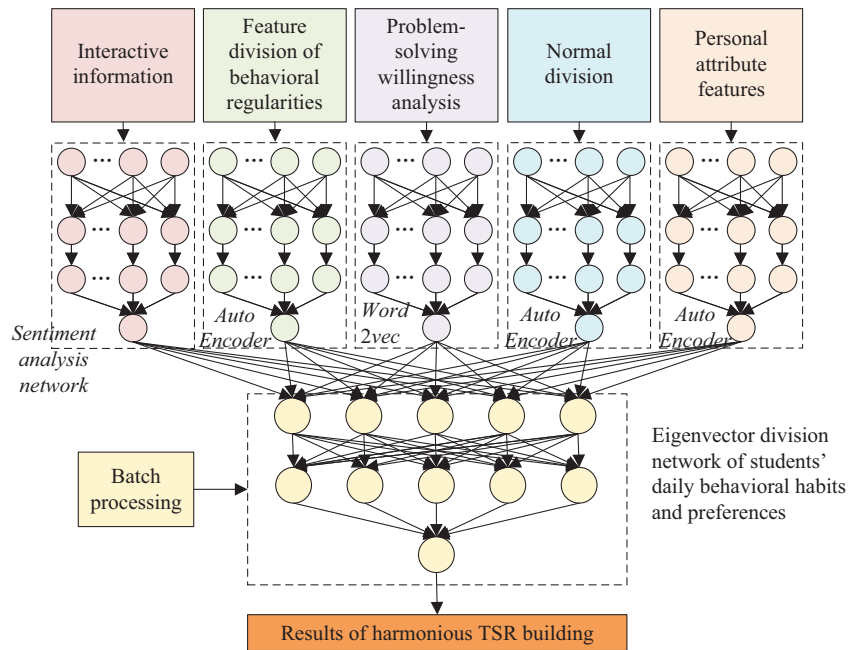 Interactive
information
Feature
division of
behavioral
regularities
Problem-
solving
willingness
analysis
Normal
division
Personal
attribute
features
Sentiment
analysis
network
Auto
Encoder
Word
2vec
Auto
Encoder
Auto
Encoder
Batch
processing
Eigenvector division
network of students’
daily behavioral habits
and preferences
Results of harmonious TSR building